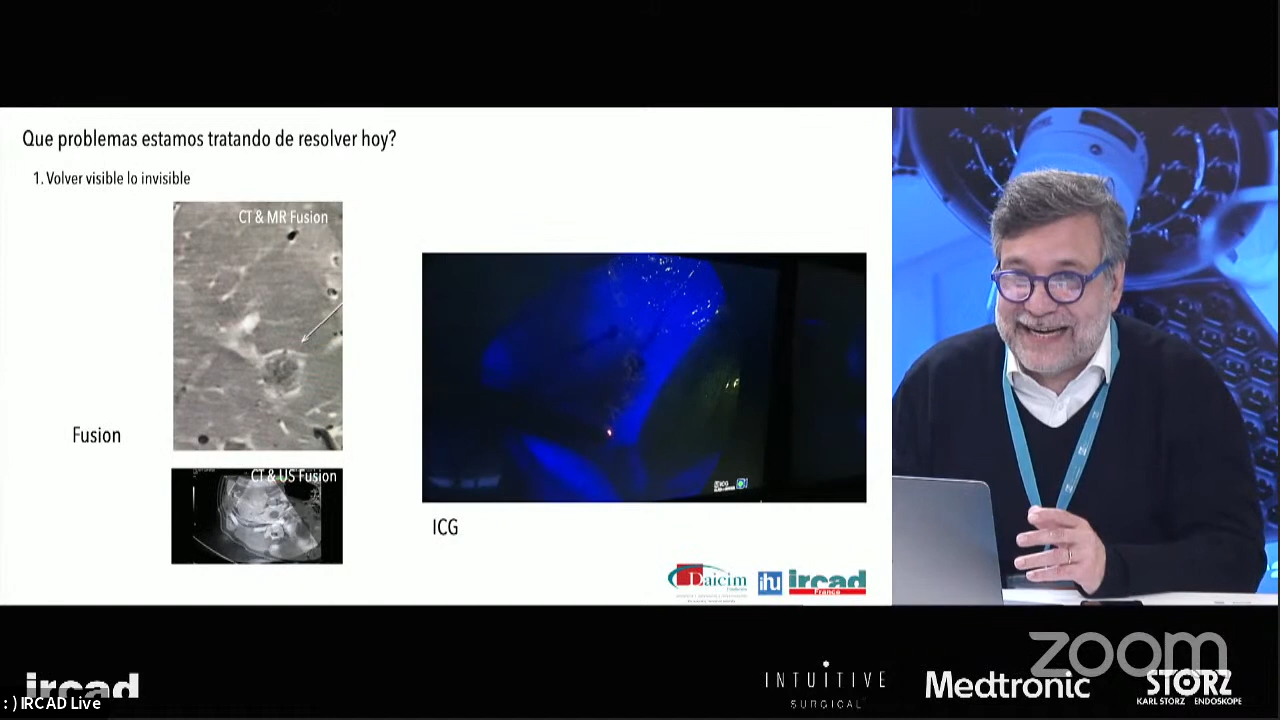 Que problemas estamos tratando de resolver hoy?
1. Volver visible lo invisible
CT & MR Fusion
Fusion
CT & US Fusion
ICG
Daicim
ihu
ircad
France
zoom
ircad
:) IRCAD Live
INTUITIVE
SURGICAL
Medtronic
STORZ
KARL STORZ ENDOSKOPE